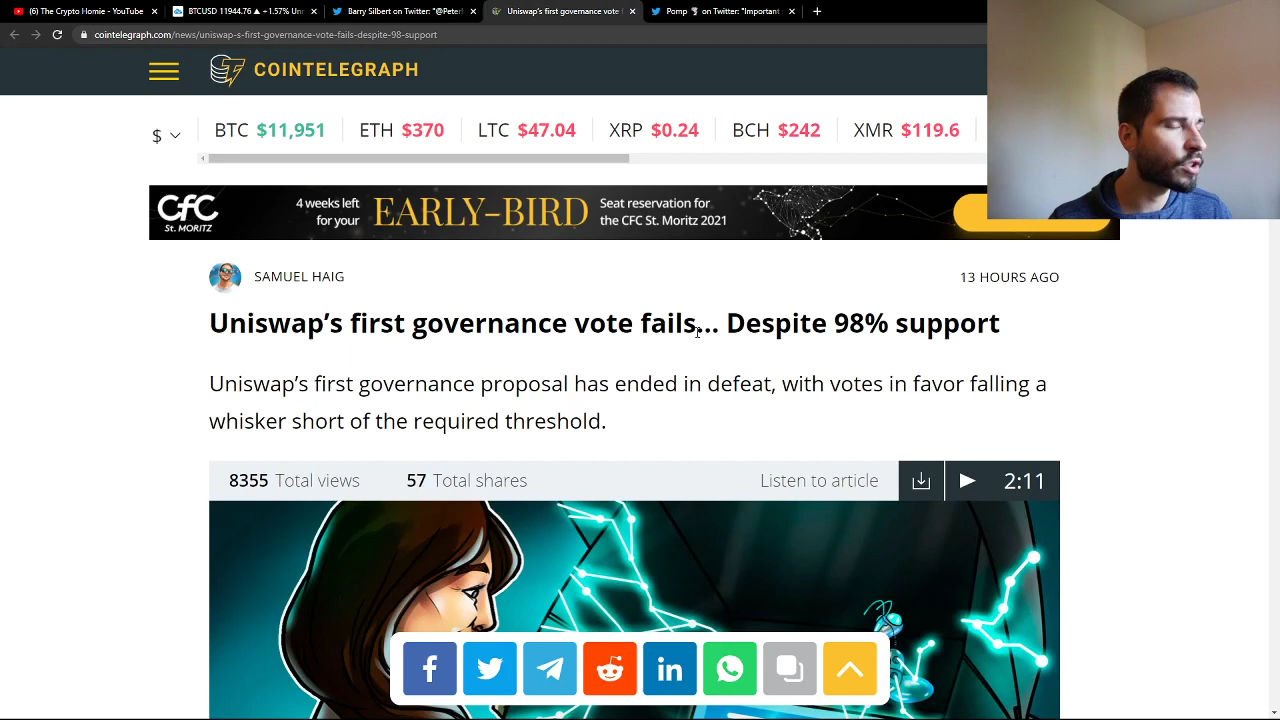 (6) The Crypto Homie - YouTube
BTCUSD 11944.76 ▲ +1.57% Un
Barry Silbert on Twitter: "@Peter
Uniswap's first governance vote f
Pomp on Twitter: "Important
cointelegraph.com/news/uniswap-s-first-governance-vote-fails-despite-98-support
COINTELEGRAPH
$
BTC $11,951 ETH $370 LTC $47.04 XRP $0.24 BCH $242 XMR $119.6
CFC
St. MORITZ
4 weeks left
for your
EARLY-BIRD
Seat reservation for
the CFC St. Moritz 2021
SAMUEL HAIG
13 HOURS AGO
Uniswap's first governance vote fails... Despite 98% support
Uniswap's first governance proposal has ended in defeat, with votes in favor falling a
whisker short of the required threshold.
8355 Total views 57 Total shares Listen to article 2:11